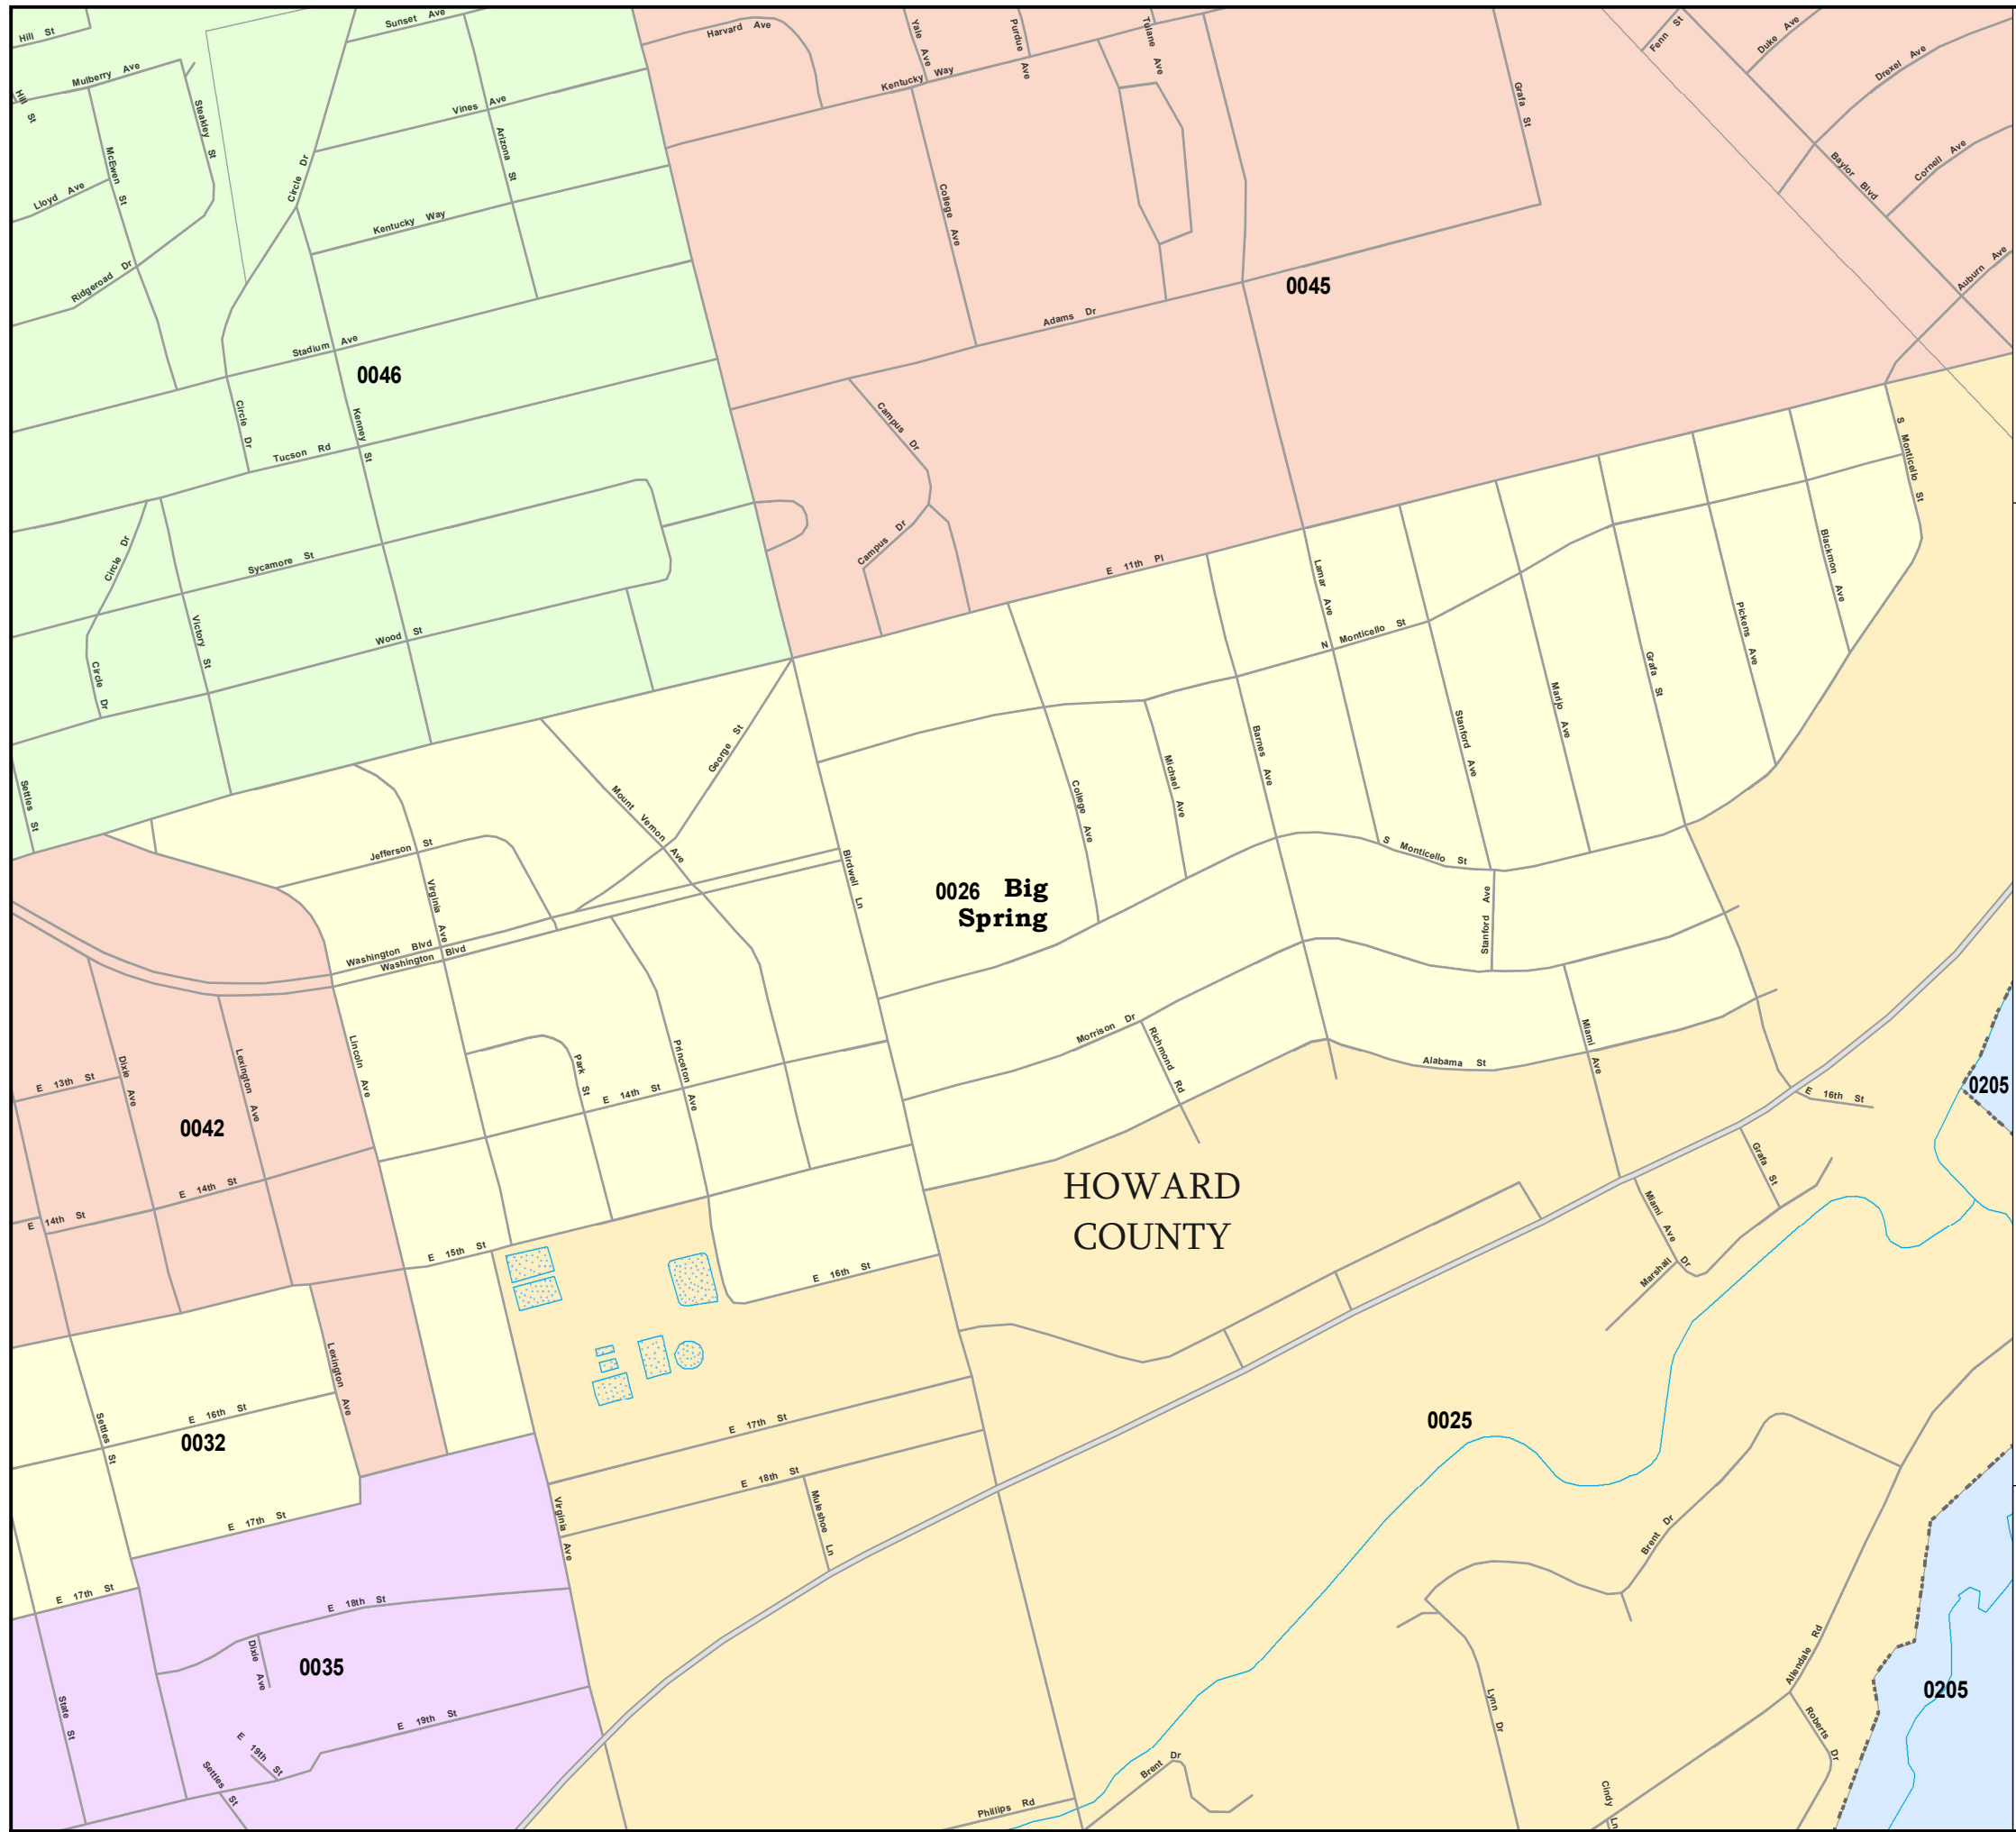 Hill St
Sunset Ave
Harvard Ave
Yale Ave
Purdue Ave
Tulane Ave
Fenn St
Duke Ave
Drexel Ave
Mulberry Ave
Hill St
Steakley St
Vines Ave
Kentucky Way
Grafa St
Arizona St
McEwen St
Lloyd Ave
Circle Dr
Baylor Blvd
Cornell Ave
Kentucky Way
College Ave
Ridgeroad Dr
Auburn Ave
0045
Adams Dr
Stadium Ave
0046
Circle Dr
Kenney St
Campus Dr
Tucson Rd
S Monticello St
Circle Dr
Sycamore St
Campus Dr
E 11th Pl
Lamar Ave
Blackmon Ave
Victory St
Wood St
N Monticello St
Pickens Ave
Circle Dr
Grafa St
Marijo Ave
Stanford Ave
George St
Barnes Ave
Michael Ave
College Ave
Settles St
Mount Vernon Ave
Jefferson St
Virginia Ave
Birdwell Ln
S Monticello St
0026 Big
Spring
Stanford Ave
Washington Blvd
Washington Blvd
Morrison Dr
Richmond Rd
Miami Ave
Alabama St
Lincoln Ave
Princeton Ave
Park St
E 14th St
Lexington Ave
Dixie Ave
E 13th St
0042
0205
E 16th St
Grafa St
HOWARD
COUNTY
E 14th St
E 14th St
Miami Ave
Marshall Dr
E 15th St
E 16th St
Lexington Ave
E 16th St
Settles St
0032
E 17th St
0025
E 18th St
Muleshoe Ln
Virginia Ave
E 17th St
Brent Dr
E 17th St
E 18th St
Dixie Ave
0035
Allendale Rd
0205
State St
E 19th St
E 19th St
Settles St
Lynn Dr
Roberts Dr
Brent Dr
Phillips Rd
Cindy Ln